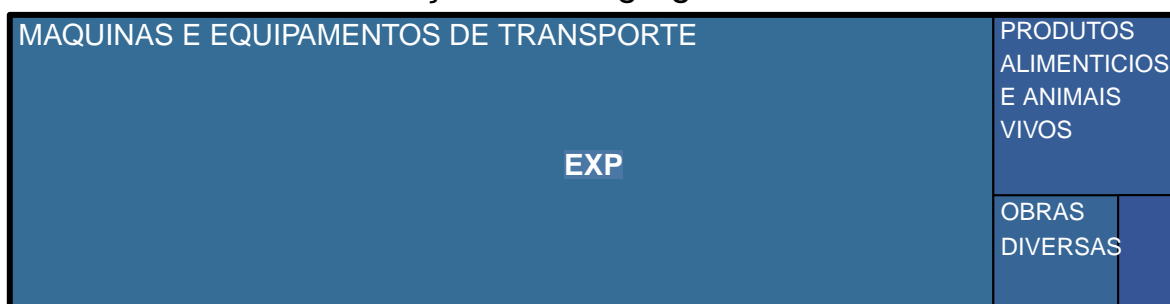 MAQUINAS E EQUIPAMENTOS DE TRANSPORTE
PRODUTOS
ALIMENTICIOS
E ANIMAIS
VIVOS
EXP
OBRAS
DIVERSAS